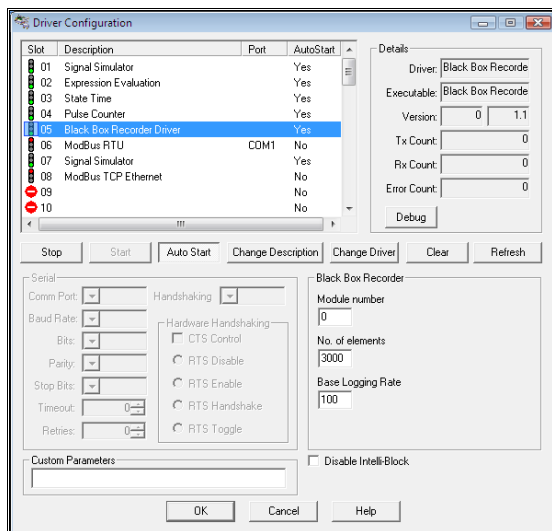 Driver Configuration
Slot Description Port AutoStart
01 Signal Simulator Yes
02 Expression Evaluation Yes
03 State Time Yes
04 Pulse Counter Yes
05 Black Box Recorder Driver Yes
06 ModBus RTU COM1 No
07 Signal Simulator Yes
08 ModBus TCP Ethernet No
09 No
10 No
Details
Driver: Black Box Recorde
Executable: Black Box Recorde
Version: 0 1.1
Tx Count: 0
Rx Count: 0
Error Count: 0
Debug
Stop Start Auto Start Change Description Change Driver Clear Refresh
Serial
Comm Port: Handshaking
Baud Rate:
Bits:
Parity:
Stop Bits:
Timeout: 0
Retries: 0
Hardware Handshaking
CTS Control
RTS Disable
RTS Enable
RTS Handshake
RTS Toggle
Black Box Recorder
Module number
0
No. of elements
3000
Base Logging Rate
100
Custom Parameters
Disable Intelli-Block
OK Cancel Help